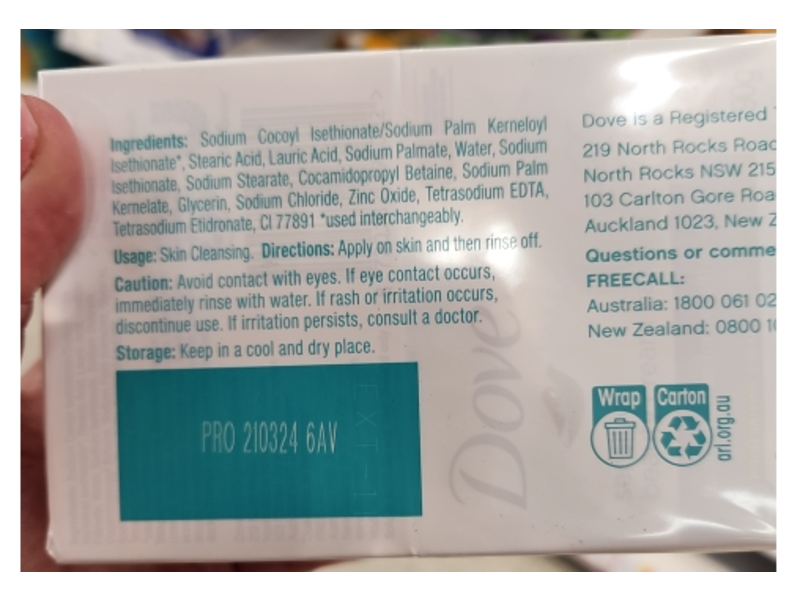 Ingredients: Sodium Cocoyl Isethionate/Sodium Palm Kerneloyl
Isethionate*, Stearic Acid, Lauric Acid, Sodium Palmate, Water, Sodium
Isethionate, Sodium Stearate, Cocamidopropyl Betaine, Sodium Palm
Kernelate, Glycerin, Sodium Chloride, Zinc Oxide, Tetrasodium EDTA,
Tetrasodium Etidronate, CI 77891 *used interchangeably.
Usage: Skin Cleansing. Directions: Apply on skin and then rinse off.
Caution: Avoid contact with eyes. If eye contact occurs,
immediately rinse with water. If rash or irritation occurs,
discontinue use. If irritation persists, consult a doctor.
Storage: Keep in a cool and dry place.
PRO 210324 6AV
Dove
Dove is a Registered
219 North Rocks Road
North Rocks NSW 215
103 Carlton Gore Roa
Auckland 1023, New Z
Questions or comme
FREECALL:
Australia: 1800 061 02
New Zealand: 0800 10
Wrap Carton
arl.org.au